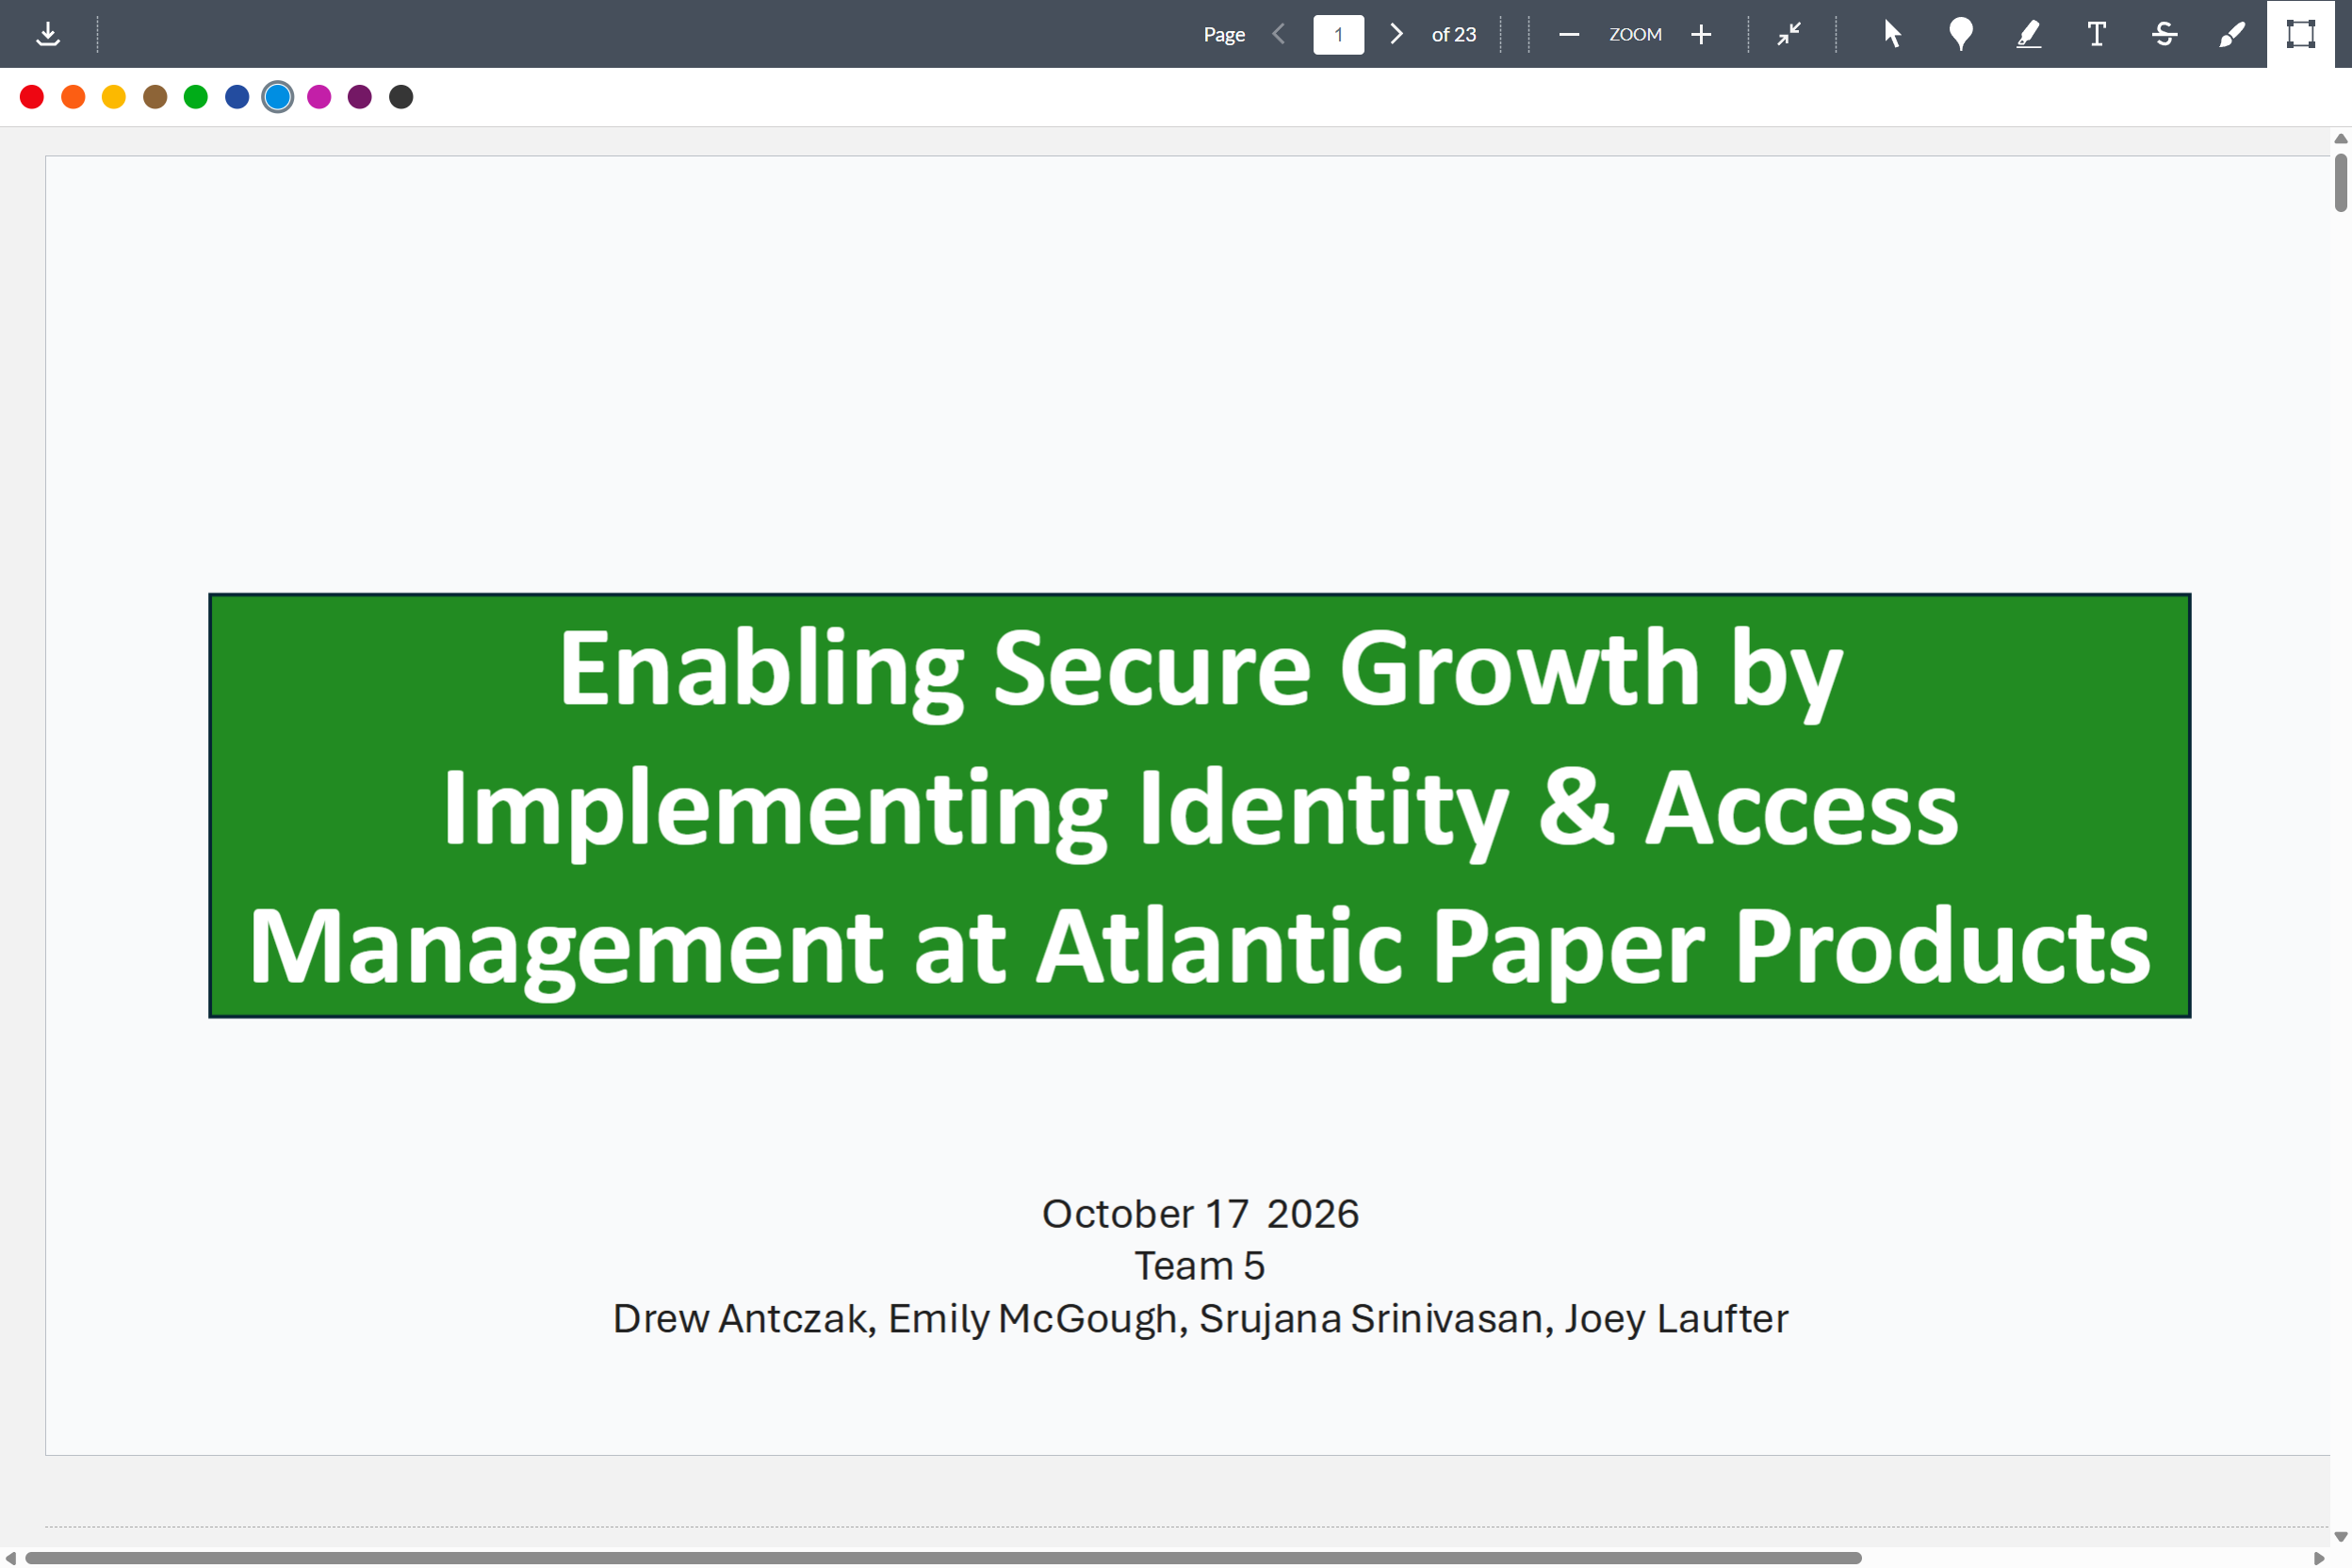 Page 1 of 23 ZOOM
Enabling Secure Growth by
Implementing Identity & Access
Management at Atlantic Paper Products
October 17 2026
Team 5
Drew Antczak, Emily McGough, Srujana Srinivasan, Joey Laufter